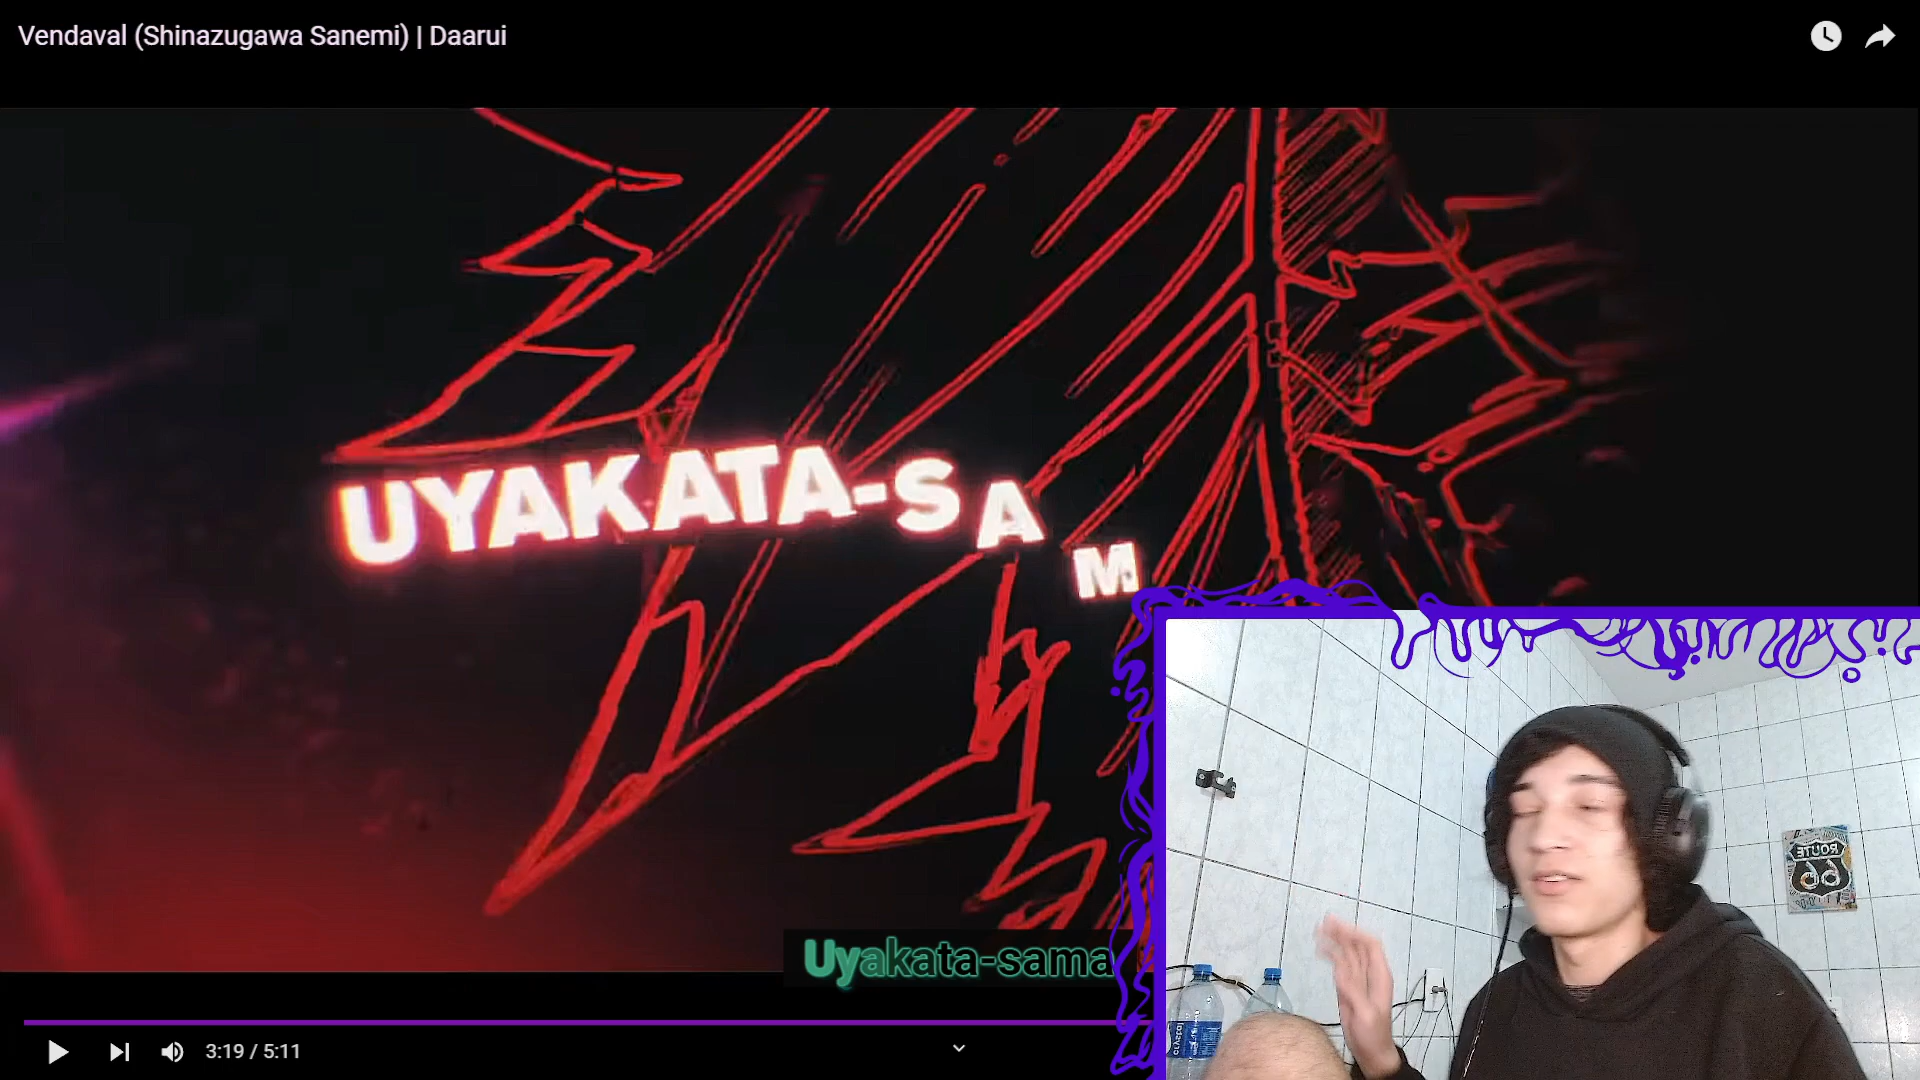 Vendaval (Shinazugawa Sanemi) | Daarui
UYAKATA-SAM
Uyakata-sama
ROUTE
66
3:19 / 5:11